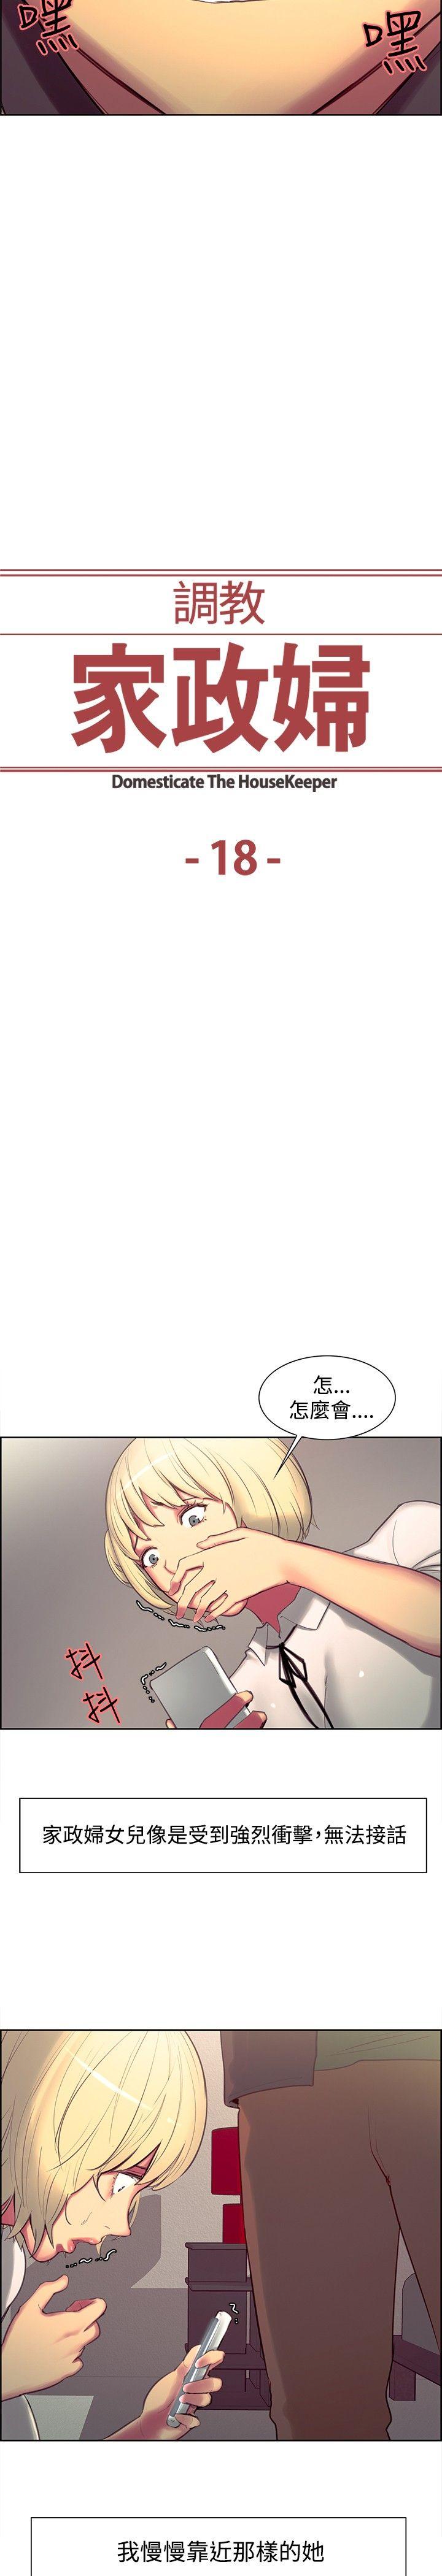 嘿
嘿
調教
家政婦
Domesticate The HouseKeeper
- 18 -
怎...
怎麼會....
抖
抖
家政婦女兒像是受到強烈衝擊，無法接話
我慢慢靠近那樣的她